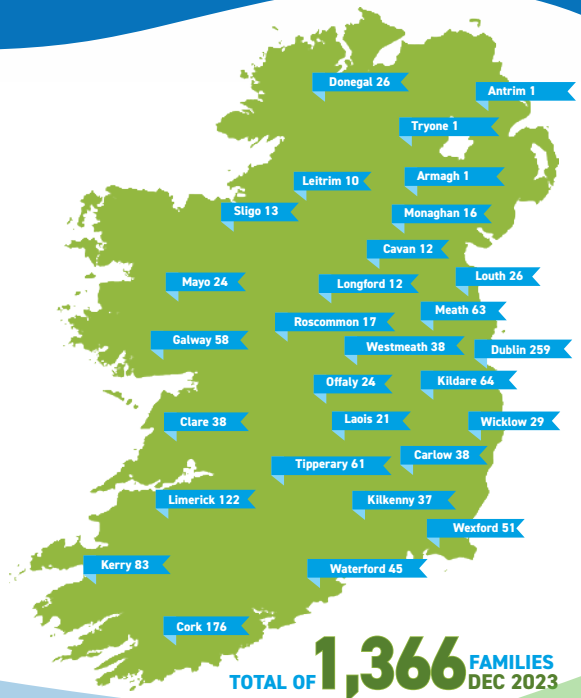 Donegal 26
Antrim 1
Tryone 1
Armagh 1
Leitrim 10
Sligo 13
Monaghan 16
Cavan 12
Louth 26
Mayo 24
Longford 12
Meath 63
Roscommon 17
Galway 58
Westmeath 38
Dublin 259
Offaly 24
Kildare 64
Clare 38
Laois 21
Wicklow 29
Carlow 38
Tipperary 61
Limerick 122
Kilkenny 37
Wexford 51
Kerry 83
Waterford 45
Cork 176
TOTAL OF 1,366 FAMILIES
DEC 2023